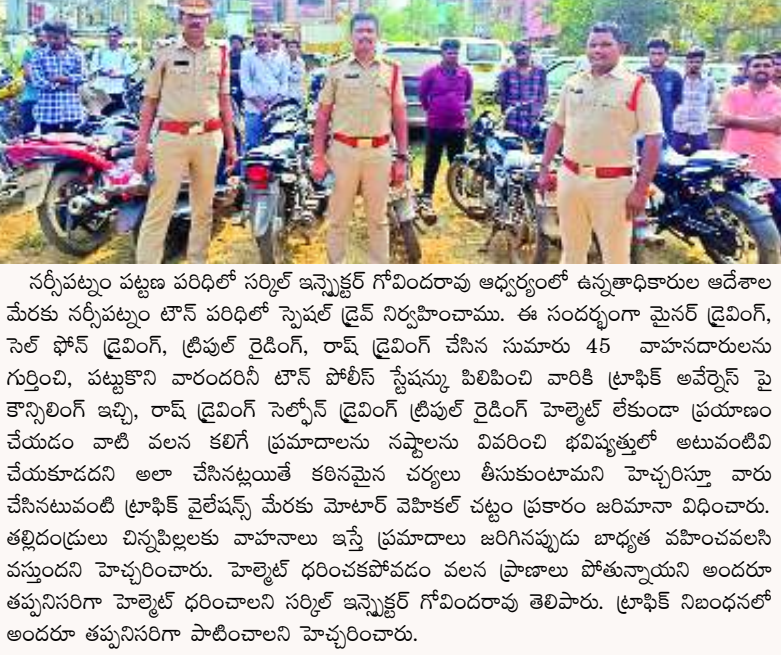 నర్సీపట్నం పట్టణ పరిధిలో సర్కిల్ ఇన్స్పెక్టర్ గోవిందరావు ఆధ్వర్యంలో ఉన్నతాధికారుల ఆదేశాల
మేరకు నర్సీపట్నం టౌన్ పరిధిలో స్పెషల్ డ్రైవ్ నిర్వహించాము. ఈ సందర్భంగా మైనర్ డ్రైవింగ్,
సెల్ ఫోన్ డ్రైవింగ్, ట్రిపుల్ రైడింగ్, రాష్ డ్రైవింగ్ చేసిన సుమారు 45 వాహనదారులను
గుర్తించి, పట్టుకొని వారందరినీ టౌన్ పోలీస్ స్టేషన్కు పిలిపించి వారికి ట్రాఫిక్ అవేర్నెస్ పై
కౌన్సిలింగ్ ఇచ్చి, రాష్ డ్రైవింగ్ సెల్ఫోన్ డ్రైవింగ్ ట్రిపుల్ రైడింగ్ హెల్మెట్ లేకుండా ప్రయాణం
చేయడం వాటి వలన కలిగే ప్రమాదాలను నష్టాలను వివరించి భవిష్యత్తులో అటువంటివి
చేయకూడదని అలా చేసినట్లయితే కఠినమైన చర్యలు తీసుకుంటామని హెచ్చరిస్తూ వారు
చేసినటువంటి ట్రాఫిక్ వైలేషన్స్ మేరకు మోటార్ వెహికల్ చట్టం ప్రకారం జరిమానా విధించారు.
తల్లిదండ్రులు చిన్నపిల్లలకు వాహనాలు ఇస్తే ప్రమాదాలు జరిగినప్పుడు బాధ్యత వహించవలసి
వస్తుందని హెచ్చరించారు. హెల్మెట్ ధరించకపోవడం వలన ప్రాణాలు పోతున్నాయని అందరూ
తప్పనిసరిగా హెల్మెట్ ధరించాలని సర్కిల్ ఇన్స్పెక్టర్ గోవిందరావు తెలిపారు. ట్రాఫిక్ నిబంధనలో
అందరూ తప్పనిసరిగా పాటించాలని హెచ్చరించారు.